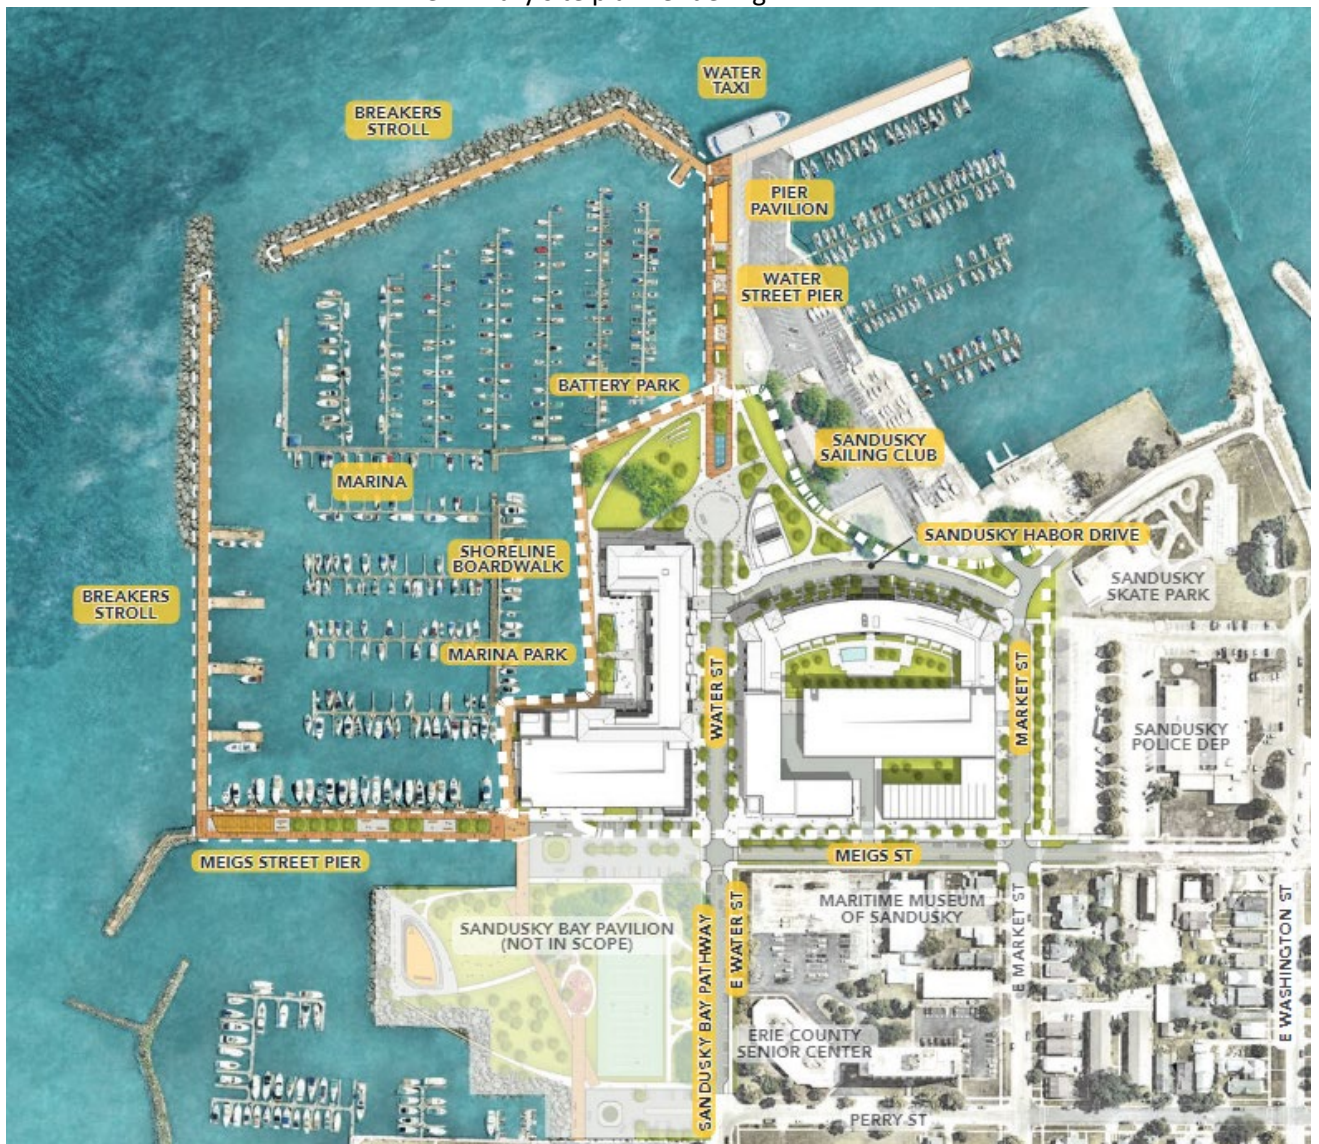 WATER
TAXI
BREAKERS
STROLL
PIER
PAVILION
WATER
STREET PIER
BATTERY PARK
SANDUSKY
SAILING CLUB
MARINA
SANDUSKY HABOR DRIVE
SHORELINE
BOARDWALK
SANDUSKY
SKATE PARK
BREAKERS
STROLL
MARINA PARK
WATER ST
MARKET ST
SANDUSKY
POLICE DEP
MEIGS STREET PIER
MEIGS ST
MARITIME MUSEUM
OF SANDUSKY
SANDUSKY BAY PAVILION
(NOT IN SCOPE)
SANDUSKY BAY PATHWAY
E WATER ST
E MARKET ST
E WASHINGTON ST
ERIE COUNTY
SENIOR CENTER
PERRY ST